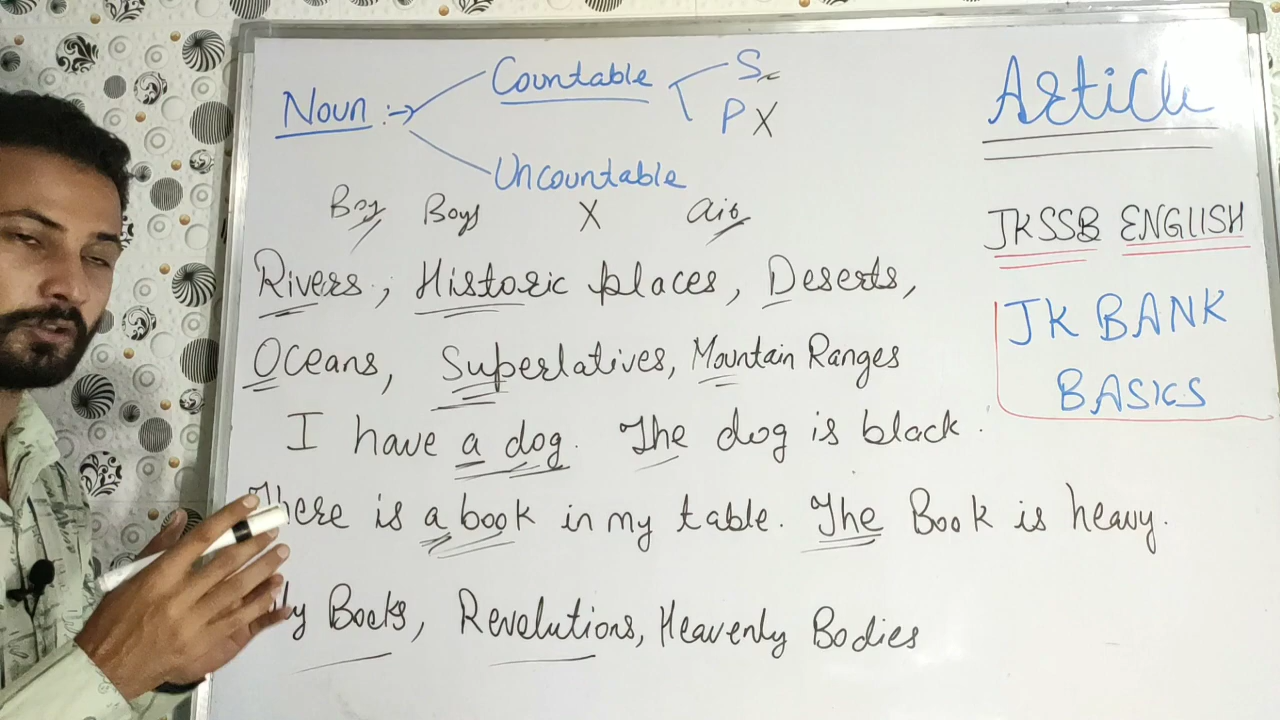 Countable S
Noun :→ P X
Uncountable
Article
Boy Boys X air
JKSSB ENGLISH
Rivers, Historic places, Deserts,
JK BANK
BASICS
Oceans, Superlatives, Mountain Ranges
I have a dog. The dog is black.
There is a book in my table. The Book is heavy.
Books, Revolutions, Heavenly Bodies